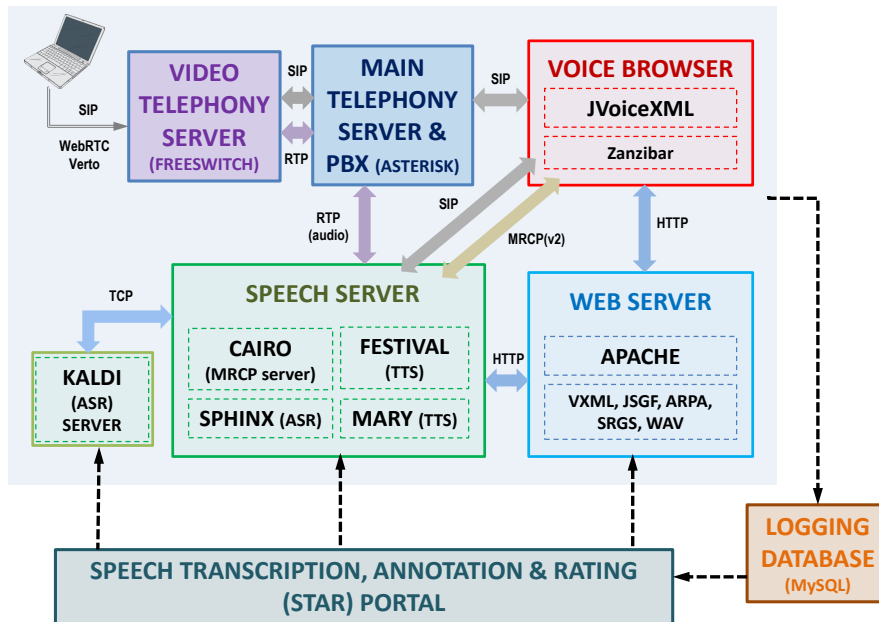 SIP
WebRTC
Verto
VIDEO
TELEPHONY
SERVER
(FREESWITCH)
SIP
RTP
MAIN
TELEPHONY
SERVER &
PBX (ASTERISK)
SIP
VOICE BROWSER
JVoiceXML
Zanzibar
RTP
(audio)
SIP
MRCP(v2)
HTTP
TCP
KALDI
(ASR)
SERVER
SPEECH SERVER
CAIRO
(MRCP server)
FESTIVAL
(TTS)
SPHINX (ASR)
MARY (TTS)
HTTP
WEB SERVER
APACHE
VXML, JSGF, ARPA,
SRGS, WAV
LOGGING
DATABASE
(MySQL)
SPEECH TRANSCRIPTION, ANNOTATION & RATING
(STAR) PORTAL